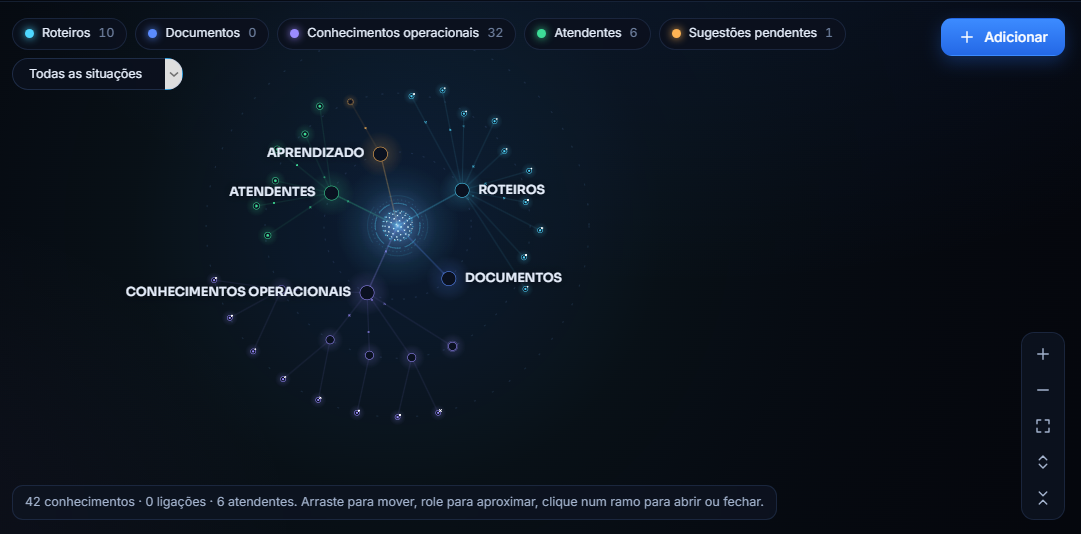 Roteiros 10
Documentos 0
Conhecimentos operacionais 32
Atendentes 6
Sugestões pendentes 1
+ Adicionar
Todas as situações
APRENDIZADO
ATENDENTES
ROTEIROS
DOCUMENTOS
CONHECIMENTOS OPERACIONAIS
42 conhecimentos · 0 ligações · 6 atendentes. Arraste para mover, role para aproximar, clique num ramo para abrir ou fechar.